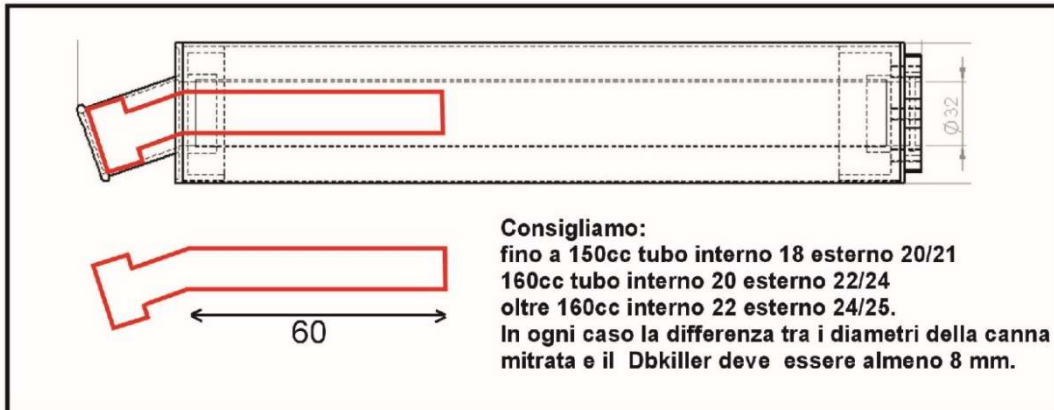 Ø32
60
Consigliamo:
fino a 150cc tubo interno 18 esterno 20/21
160cc tubo interno 20 esterno 22/24
oltre 160cc interno 22 esterno 24/25.
In ogni caso la differenza tra i diametri della canna
mitrata e il  Dbkiller deve  essere almeno 8 mm.